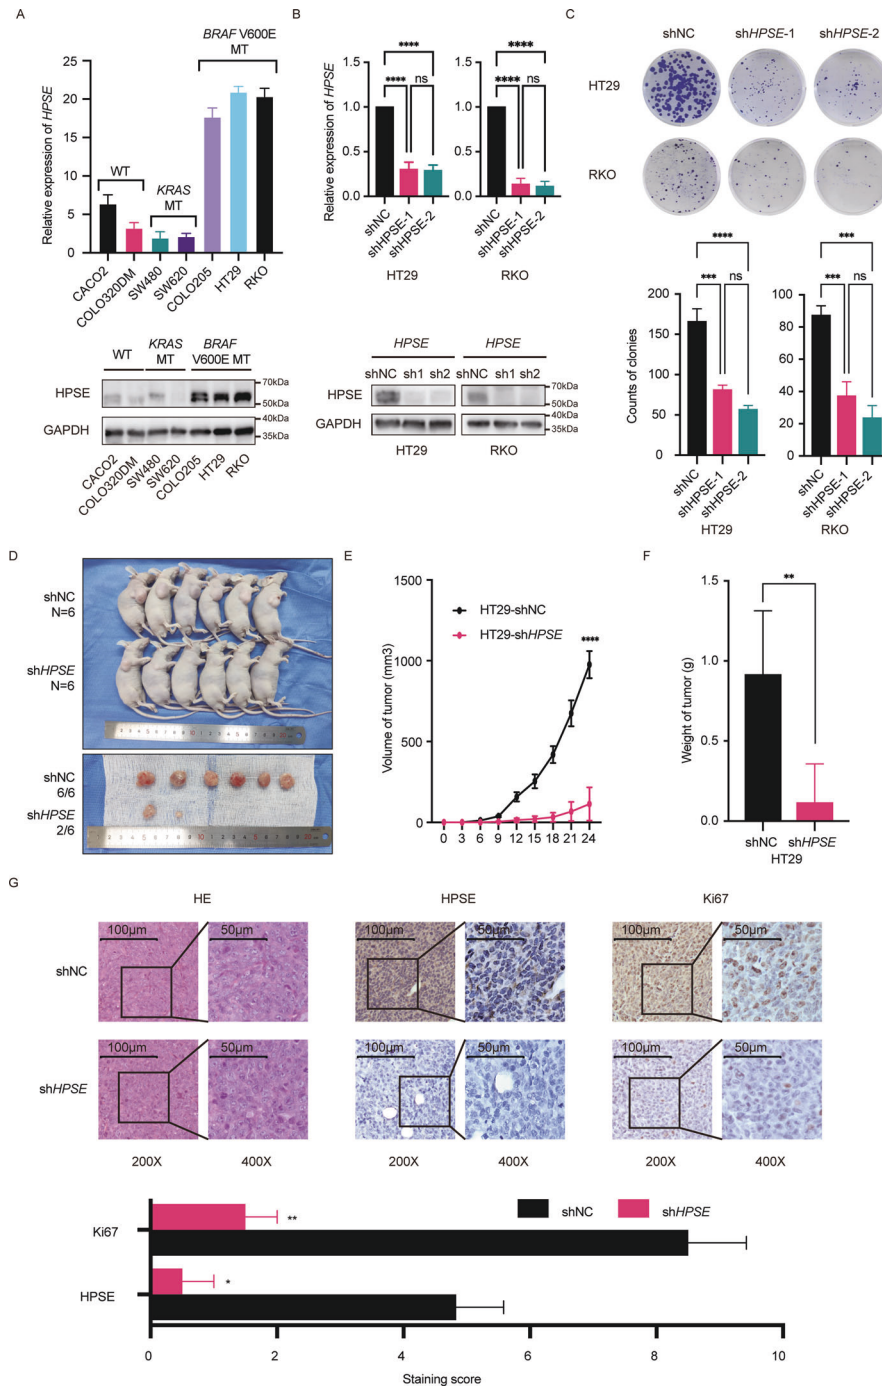 A
BRAF V600E
MT
Relative expression of HPSE
25
20
15
10
5
0
WT
KRAS
MT
CACO2
COLO320DM
SW480
SW620
COLO205
HT29
RKO
WT
KRAS
MT
BRAF
V600E MT
HPSE
70kDa
50kDa
GAPDH
40kDa
35kDa
CACO2
COLO320DM
SW480
SW620
COLO205
HT29
RKO
B
Relative expression of HPSE
****
**** ns
1.5
1.0
0.5
0.0
shNC
shHPSE-1
shHPSE-2
HT29
****
**** ns
1.5
1.0
0.5
0.0
shNC
shHPSE-1
shHPSE-2
RKO
HPSE
shNC sh1 sh2
HPSE
shNC sh1 sh2
HPSE
70kDa
50kDa
GAPDH
40kDa
35kDa
HT29
RKO
C
shNC shHPSE-1 shHPSE-2
HT29
RKO
Counts of clonies
****
*** ns
200
150
100
50
0
shNC
shHPSE-1
shHPSE-2
HT29
***
*** ns
100
80
60
40
20
0
shNC
shHPSE-1
shHPSE-2
RKO
D
shNC
N=6
shHPSE
N=6
shNC
6/6
shHPSE
2/6
E
Volume of tumor (mm3)
1500
1000
500
0
HT29-shNC
HT29-shHPSE
****
0 3 6 9 12 15 18 21 24
F
Weight of tumor (g)
**
1.5
1.0
0.5
0.0
shNC shHPSE
HT29
G
HE HPSE Ki67
shNC
100μm 50μm 100μm 50μm 100μm 50μm
shHPSE
100μm 50μm 100μm 50μm 100μm 50μm
200X 400X 200X 400X 200X 400X
shNC shHPSE
Ki67
**
HPSE
*
0 2 4 6 8 10
Staining score